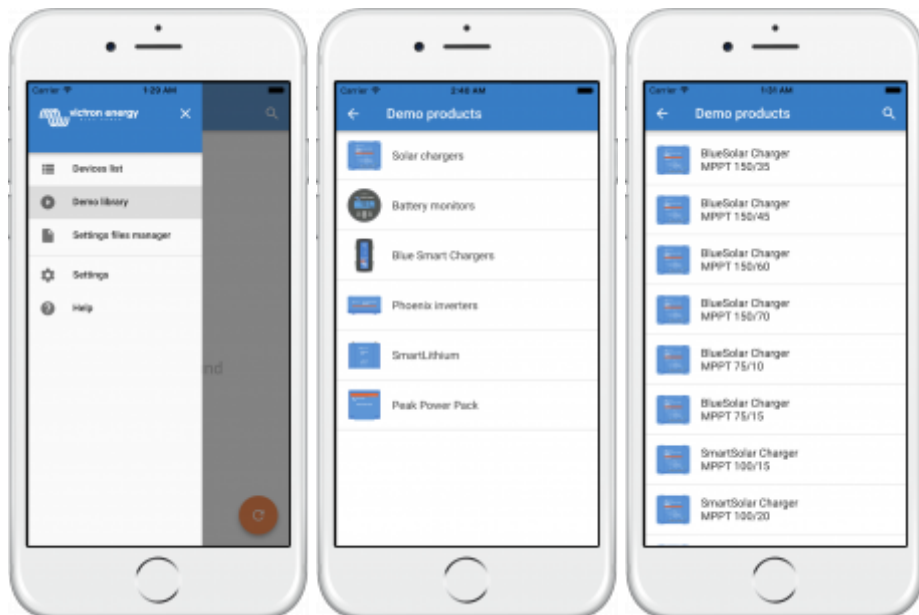 Carrier 1:29 AM
victron energy
Devices list
Demo library
Settings files manager
Settings
Help
nd
Carrier 2:48 AM
Demo products
Solar chargers
Battery monitors
Blue Smart Chargers
Phoenix inverters
SmartLithium
Peak Power Pack
Carrier 1:31 AM
Demo products
BlueSolar Charger
MPPT 150/35
BlueSolar Charger
MPPT 150/45
BlueSolar Charger
MPPT 150/60
BlueSolar Charger
MPPT 150/70
BlueSolar Charger
MPPT 75/10
BlueSolar Charger
MPPT 75/15
SmartSolar Charger
MPPT 100/15
SmartSolar Charger
MPPT 100/20